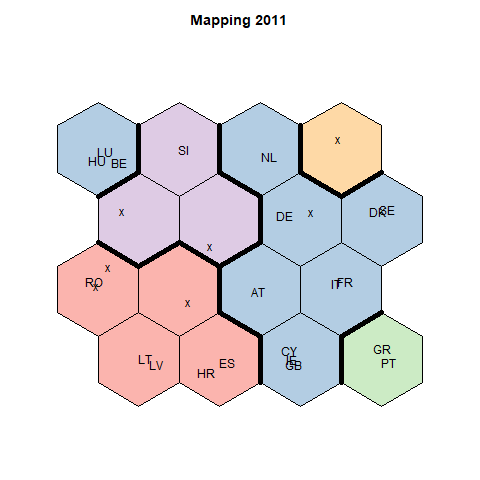 Mapping 2011
x
LU
HU
BE
SI
NL
x
DE
x
DK
SE
x
x
RO
x
x
AT
IT
FR
x
CY
IE
GB
GR
PT
LT
LV
ES
HR